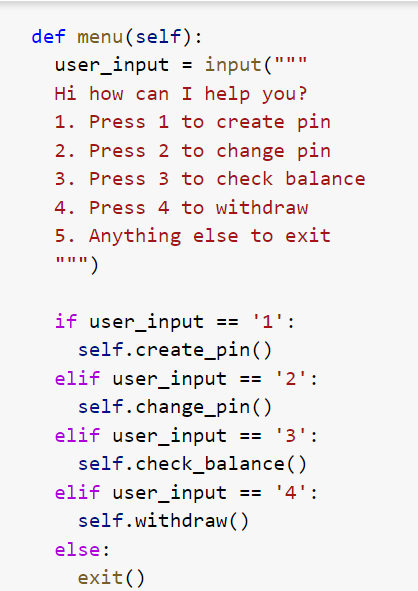 def menu(self):
user_input = input("""
Hi how can I help you?
1. Press 1 to create pin
2. Press 2 to change pin
3. Press 3 to check balance
4. Press 4 to withdraw
5. Anything else to exit
""")
if user_input == '1':
self.create_pin()
elif user_input == '2':
self.change_pin()
elif user_input == '3':
self.check_balance()
elif user_input == '4':
self.withdraw()
else:
exit()